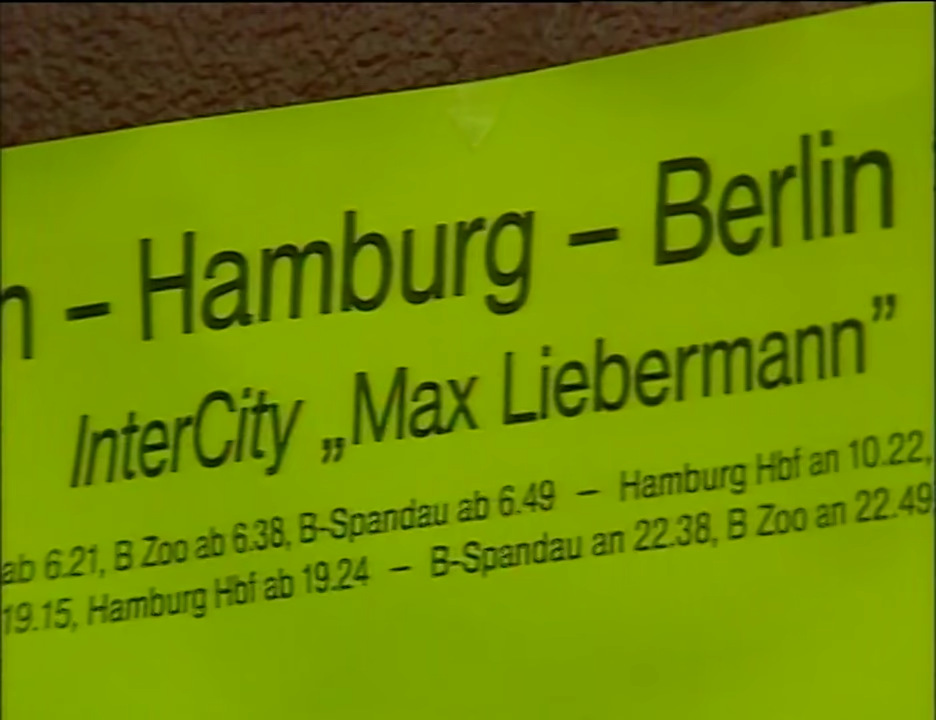 n – Hamburg – Berlin
InterCity „Max Liebermann”
ab 6.21, B Zoo ab 6.38, B-Spandau ab 6.49 – Hamburg Hbf an 10.22,
19.15, Hamburg Hbf ab 19.24 – B-Spandau an 22.38, B Zoo an 22.49